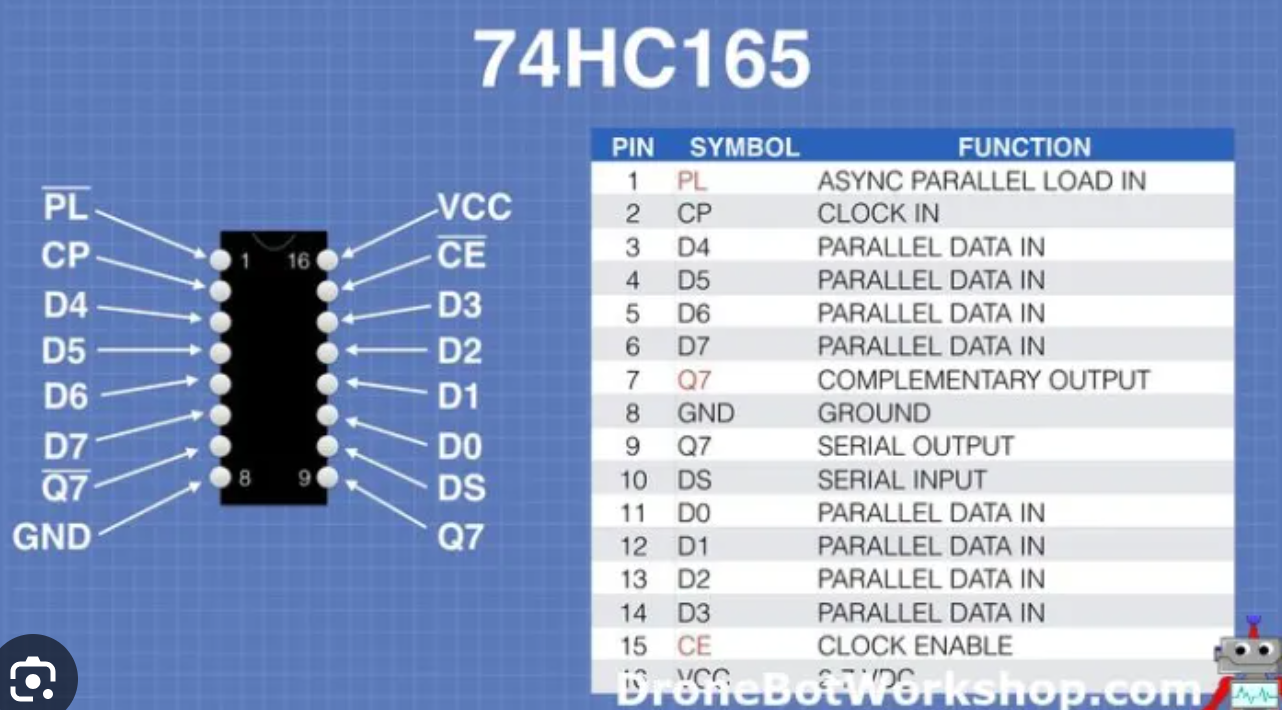 74HC165
PL
CP
D4
D5
D6
D7
Q7
GND
1 16
8 9
VCC
CE
D3
D2
D1
D0
DS
Q7
PIN SYMBOL FUNCTION
1 PL ASYNC PARALLEL LOAD IN
2 CP CLOCK IN
3 D4 PARALLEL DATA IN
4 D5 PARALLEL DATA IN
5 D6 PARALLEL DATA IN
6 D7 PARALLEL DATA IN
7 Q7 COMPLEMENTARY OUTPUT
8 GND GROUND
9 Q7 SERIAL OUTPUT
10 DS SERIAL INPUT
11 D0 PARALLEL DATA IN
12 D1 PARALLEL DATA IN
13 D2 PARALLEL DATA IN
14 D3 PARALLEL DATA IN
15 CE CLOCK ENABLE
16 VCC VDC
DroneBotWorkshop.com